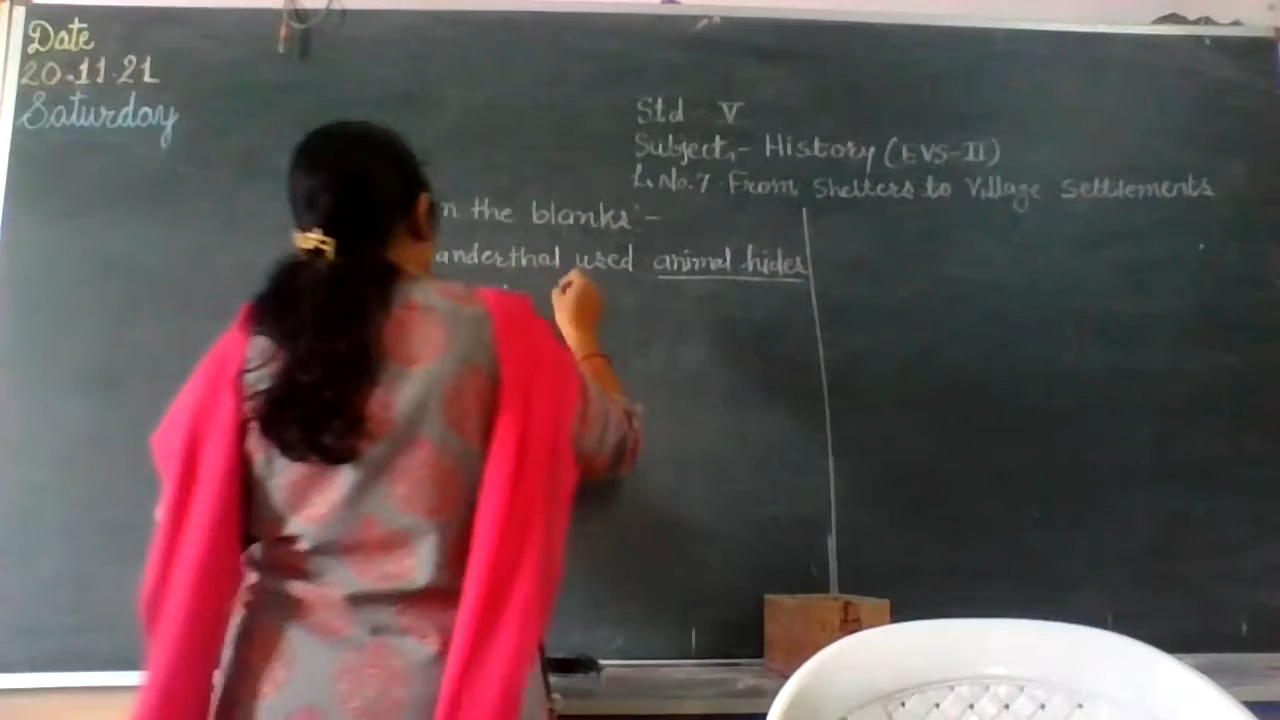 Date
20.11.21
Saturday
Std - V
Subject:- History (EVS-II)
L. No. 7 From Shelters to Village Settlements
n the blanks:-
anderthal used animal hides